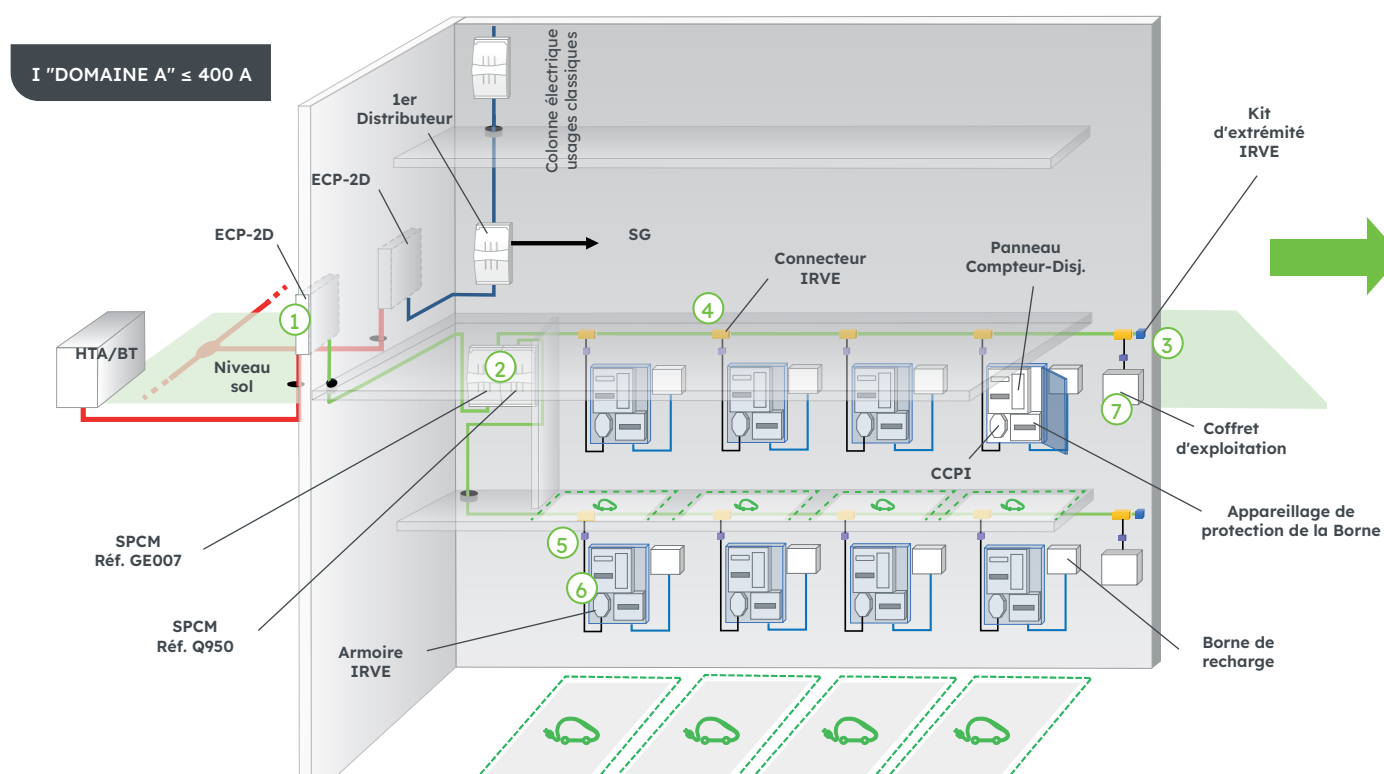 I "DOMAINE A" ≤ 400 A
Colonne électrique
usages classiques
1er
Distributeur
Kit
d'extrémité
IRVE
ECP-2D
ECP-2D
SG
Connecteur
IRVE
Panneau
Compteur-Disj.
1
4
3
HTA/BT
Niveau
sol
2
7
Coffret
d'exploitation
CCPI
Appareillage de
protection de la Borne
SPCM
Réf. GE007
5
6
SPCM
Réf. Q950
Armoire
IRVE
Borne de
recharge